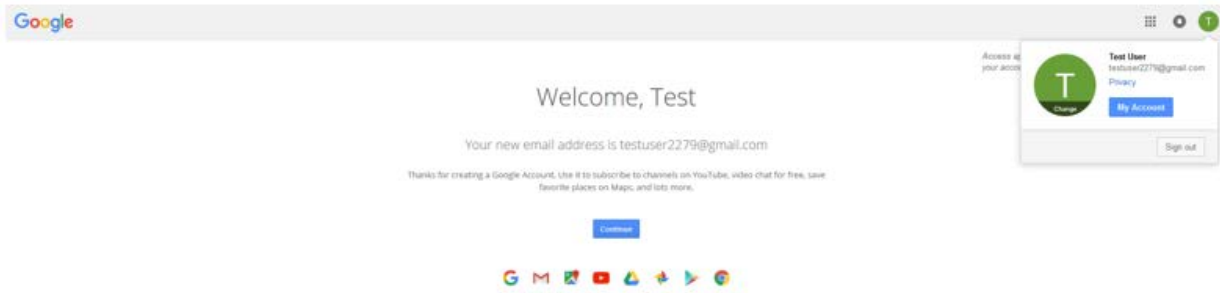 Google
T
Access
your
Test User
testuser2279@gmail.com
Privacy
T
Change
My Account
Sign out
Welcome, Test
Your new email address is testuser2279@gmail.com
Thanks for creating a Google Account. Use it to subscribe to channels on YouTube, video chat for free, save
favorite places on Maps, and lots more.
Continue